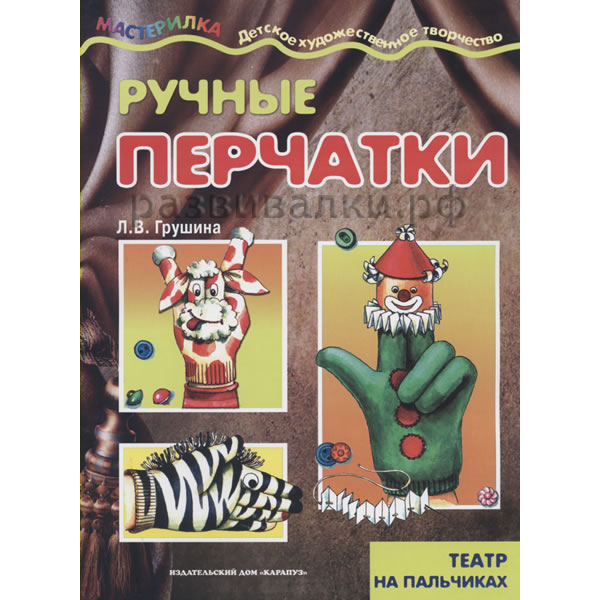 МАСТЕРИЛКА
Детское художественное творчество
РУЧНЫЕ
ПЕРЧАТКИ
развивалки.рф
Л.В. Грушина
ИЗДАТЕЛЬСКИЙ ДОМ «КАРАПУЗ»
ТЕАТР
НА ПАЛЬЧИКАХ